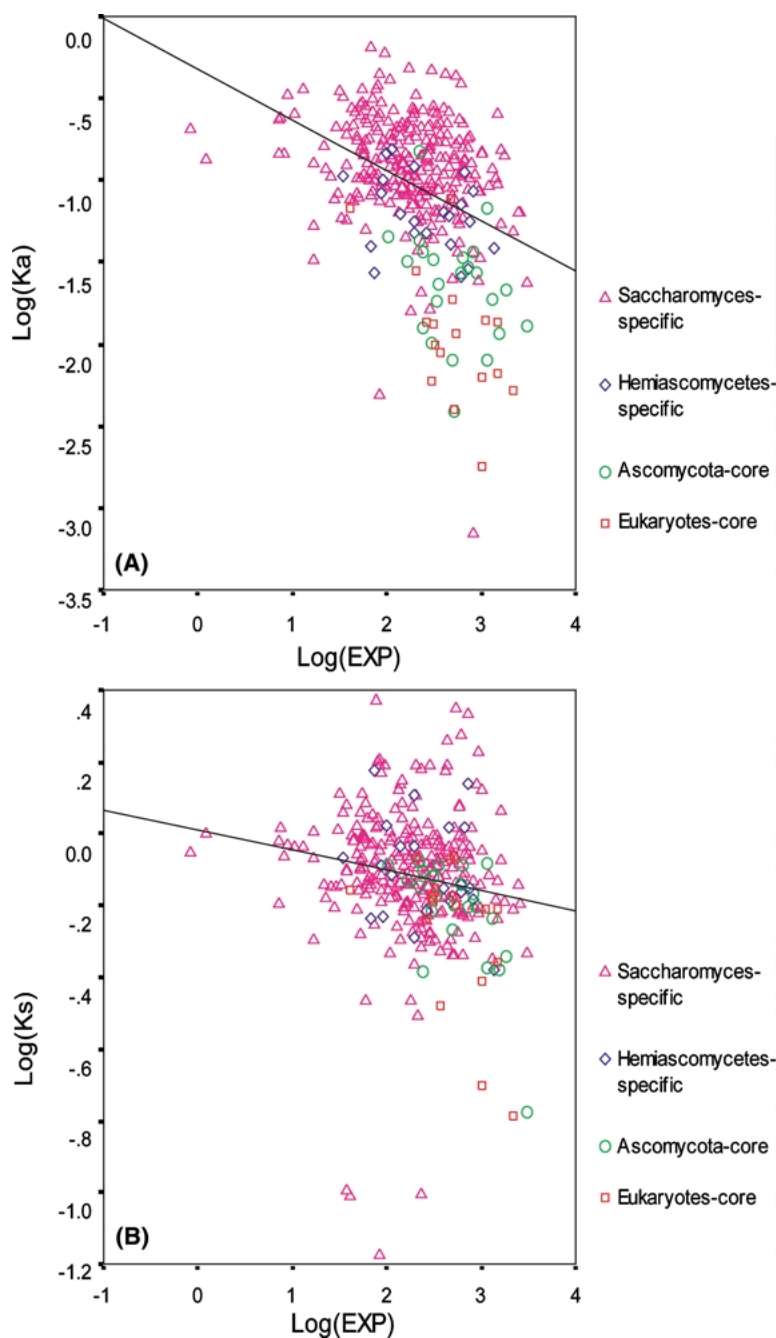 0.0
-.5
-1.0
-1.5
-2.0
-2.5
-3.0
-3.5
Log(Ka)
(A)
-1 0 1 2 3 4
Log(EXP)
Saccharomyces-
specific
Hemiascomycetes-
specific
Ascomycota-core
Eukaryotes-core
.4
.2
0.0
-.2
-.4
-.6
-.8
-1.0
-1.2
Log(Ks)
(B)
-1 0 1 2 3 4
Log(EXP)
Saccharomyces-
specific
Hemiascomycetes-
specific
Ascomycota-core
Eukaryotes-core